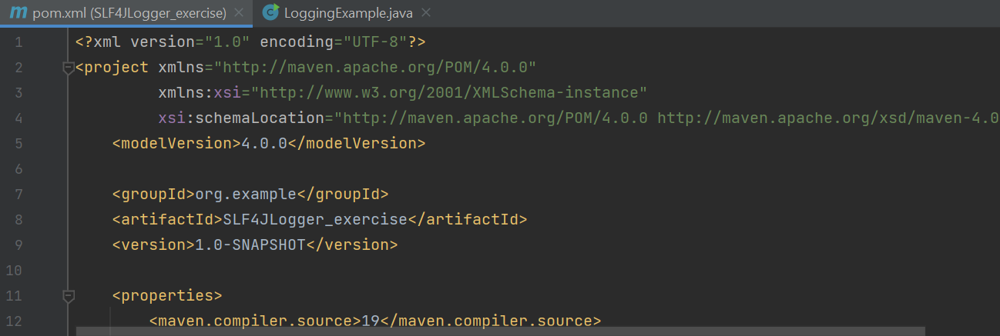 pom.xml (SLF4JLogger_exercise) LoggingExample.java
1 <?xml version="1.0" encoding="UTF-8"?>
2 <project xmlns="http://maven.apache.org/POM/4.0.0"
3 xmlns:xsi="http://www.w3.org/2001/XMLSchema-instance"
4 xsi:schemaLocation="http://maven.apache.org/POM/4.0.0 http://maven.apache.org/xsd/maven-4.0
5 <modelVersion>4.0.0</modelVersion>
6
7 <groupId>org.example</groupId>
8 <artifactId>SLF4JLogger_exercise</artifactId>
9 <version>1.0-SNAPSHOT</version>
10
11 <properties>
12 <maven.compiler.source>19</maven.compiler.source>